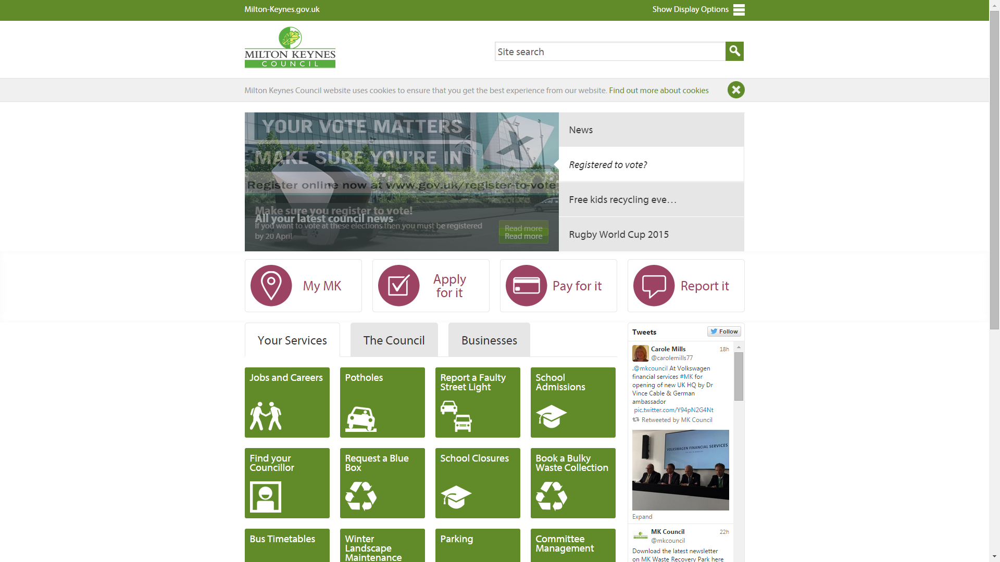 Milton-Keynes.gov.uk
Show Display Options
MILTON KEYNES
COUNCIL
Site search
Milton Keynes Council website uses cookies to ensure that you get the best experience from our website. Find out more about cookies
YOUR VOTE MATTERS
MAKE SURE YOU'RE IN
Register online now at www.gov.uk/register-to-vote
Make sure you register to vote!
All your latest council news
If you want to vote at these elections then you must be registered
by 20 April
Read more
Read more
News
Registered to vote?
Free kids recycling eve…
Rugby World Cup 2015
My MK
Apply
for it
Pay for it
Report it
Your Services
The Council
Businesses
Jobs and Careers
Potholes
Report a Faulty
Street Light
School
Admissions
Find your
Councillor
Request a Blue
Box
School Closures
Book a Bulky
Waste Collection
Bus Timetables
Winter
Landscape
Maintenance
Parking
Committee
Management
Tweets
Follow
Carole Mills
18h
@carolemills77
.@mkcouncil At Volkswagen
financial services #MK for
opening of new UK HQ by Dr
Vince Cable & German
ambassador
pic.twitter.com/Y94pN2G4Nt
Retweeted by MK Council
VOLKSWAGEN FINANCIAL SERVICES
Expand
MK Council
22h
@mkcouncil
Download the latest newsletter
on MK Waste Recovery Park here